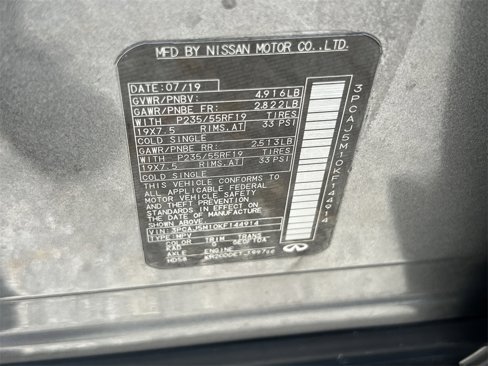 MFD BY NISSAN MOTOR CO.,LTD.
DATE: 07/19
GVWR/PNBV: 4,916LB
GAWR/PNBE FR: 2,822LB
WITH P235/55RF19 TIRES
19X7.5 RIMS.AT 33 PSI
COLD SINGLE
GAWR/PNBE RR: 2,513LB
WITH P235/55RF19 TIRES
19X7.5 RIMS.AT 33 PSI
COLD SINGLE
THIS VEHICLE CONFORMS TO
ALL APPLICABLE FEDERAL
MOTOR VEHICLE SAFETY
AND THEFT PREVENTION
STANDARDS IN EFFECT ON
THE DATE OF MANUFACTURE
SHOWN ABOVE.
VIN: 3PCAJ5M10KF144914
TYPE: MPV
COLOR TRIM TRANS
KAD G
AXLE ENGINE
3PCAJ5M10KF144914